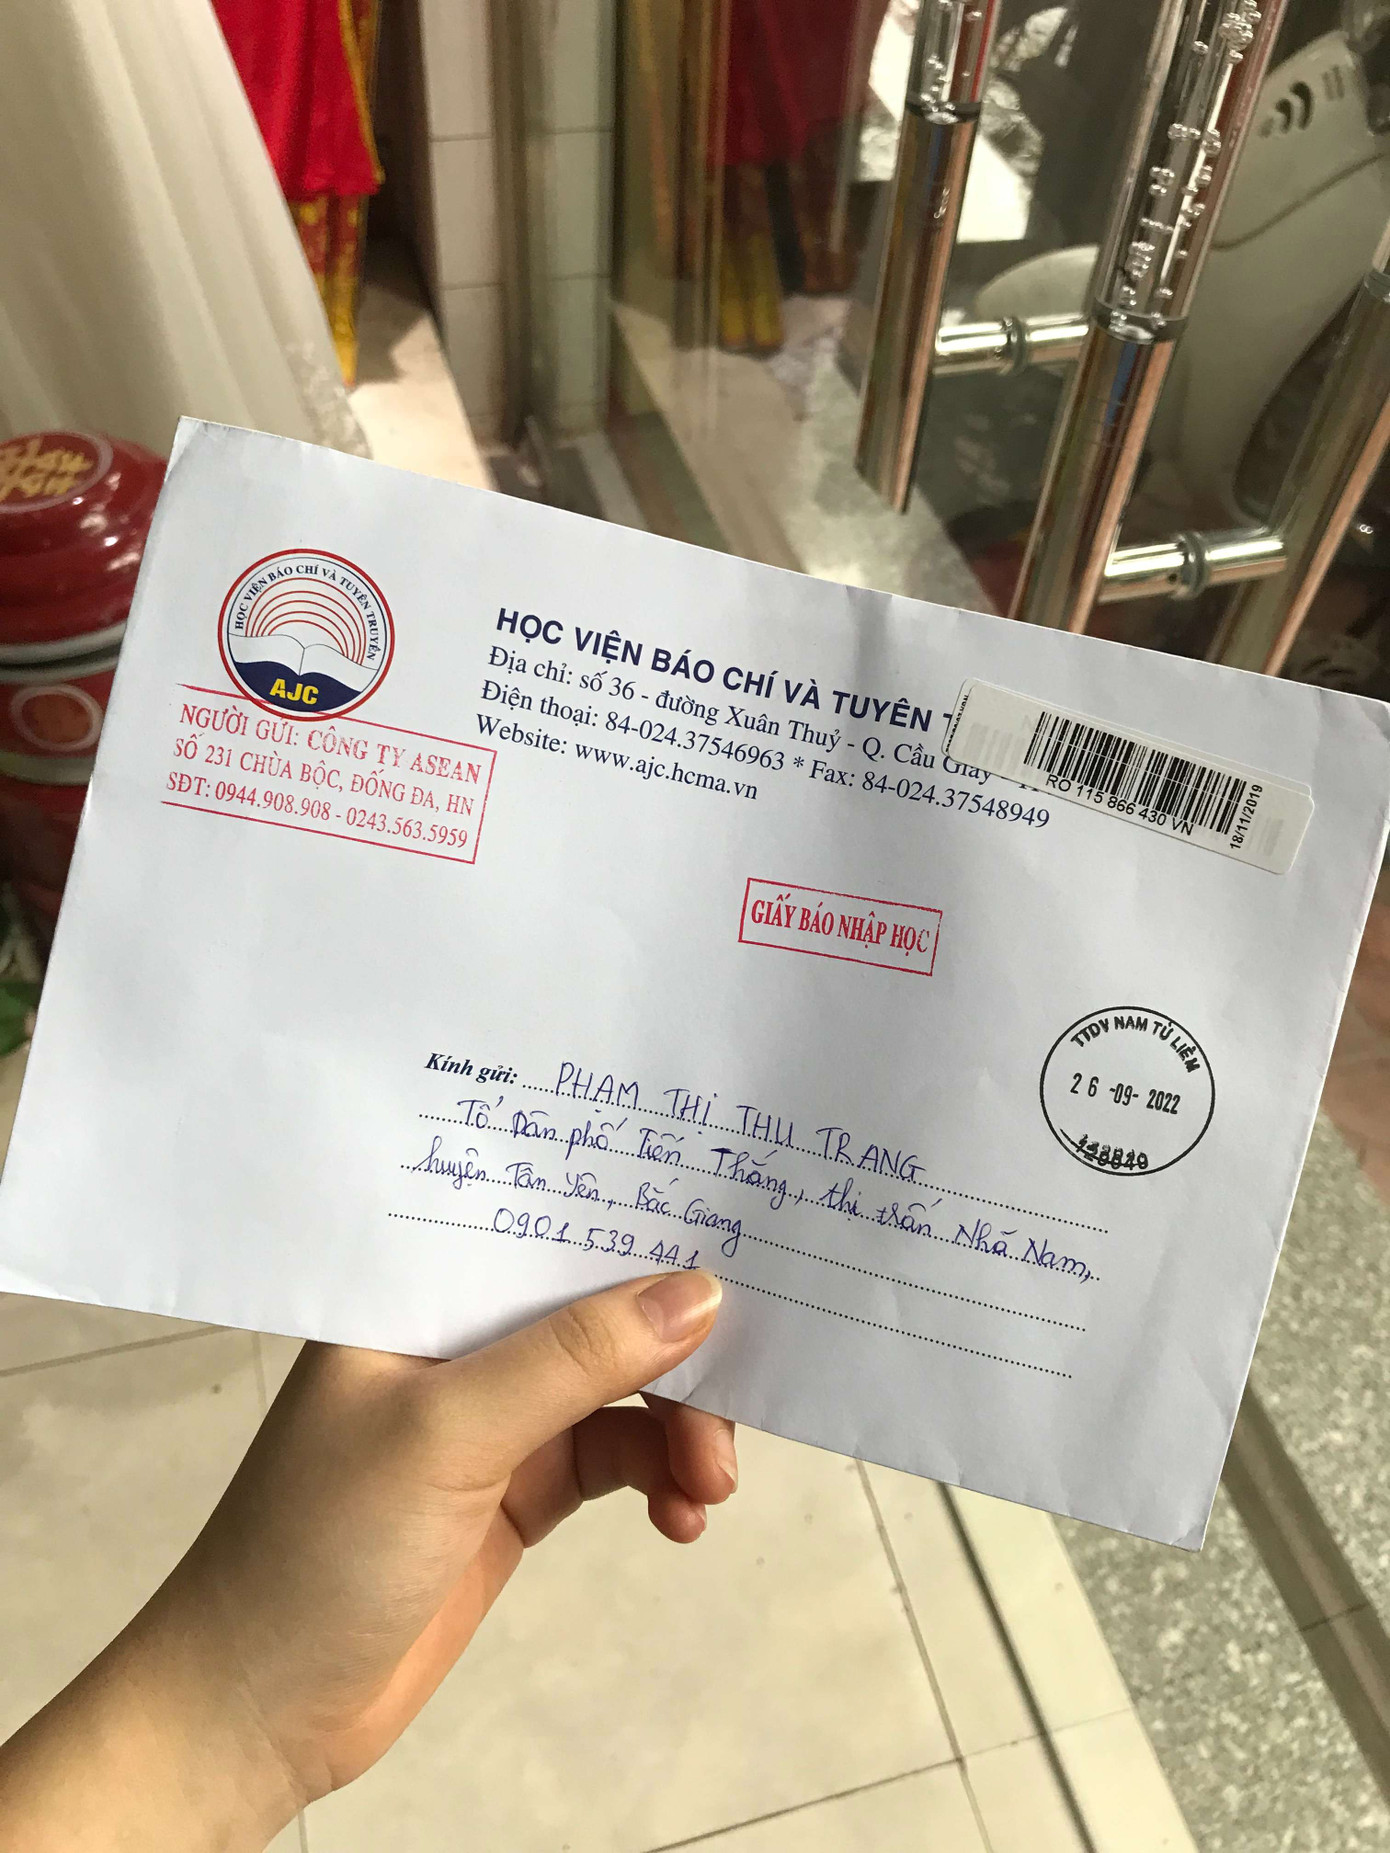 HỌC VIỆN BÁO CHÍ VÀ TUYÊN TRUYỀN
AJC
HỌC VIỆN BÁO CHÍ VÀ TUYÊN
Địa chỉ: số 36 - đường Xuân Thuỷ - Q. Cầu Giấy -
Điện thoại: 84-024.37546963 * Fax: 84-024.37548949
Website: www.ajc.hcma.vn
RO 115 866 430 VN
18/11/2019
NGƯỜI GỬI: CÔNG TY ASEAN
SỐ 231 CHÙA BỘC, ĐỐNG ĐA, HN
SĐT: 0944.908.908 - 0243.563.5959
GIẤY BÁO NHẬP HỌC
TTDV NAM TỪ LIÊM
26 -09- 2022
Kính gửi: PHẠM THỊ THU TRANG
Tổ Dân phố Tiến Thắng, thị trấn Nhã Nam,
huyện Tân Yên, Bắc Giang
0901 539 441